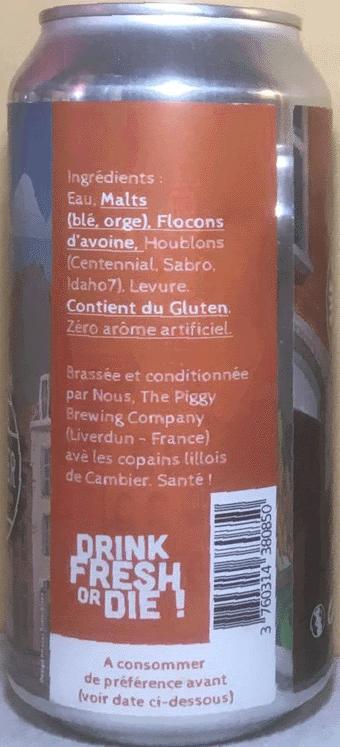 Ingrédients :
Eau, Malts
(blé, orge), Flocons
d'avoine, Houblons
(Centennial, Sabro,
Idaho7), Levure.
Contient du Gluten.
Zéro arôme artificiel.
Brassée et conditionnée
par Nous, The Piggy
Brewing Company
(Liverdun - France)
avè les copains lillois
de Cambier. Santé !
DRINK
FRESH
OR DIE !
3 760314 380850
A consommer
de préférence avant
(voir date ci-dessous)